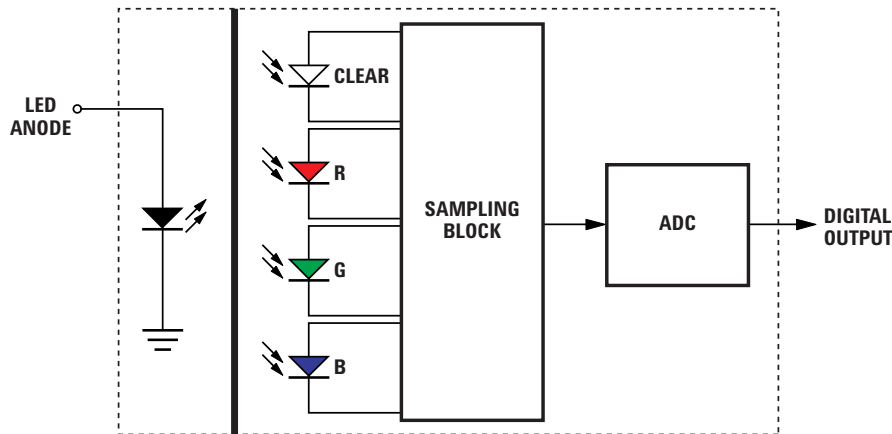 LED
ANODE
CLEAR
R
G
B
SAMPLING
BLOCK
ADC
DIGITAL
OUTPUT